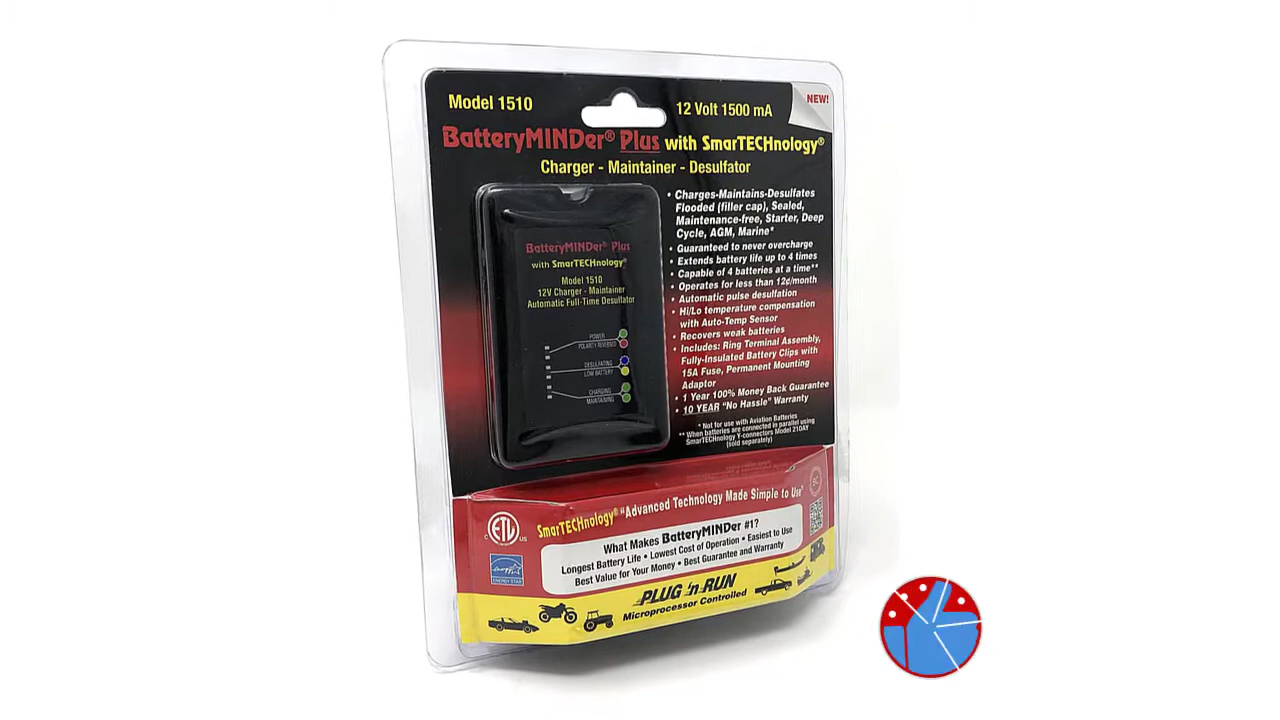 Model 1510
12 Volt 1500 mA
NEW!
BatteryMINDer® Plus with SmarTECHnology®
Charger - Maintainer - Desulfator
• Charges-Maintains-Desulfates
Flooded (filler cap), Sealed,
Maintenance-free, Starter, Deep
Cycle, AGM, Marine*
• Guaranteed to never overcharge
• Extends battery life up to 4 times
• Capable of 4 batteries at a time**
• Operates for less than 12¢/month
• Automatic pulse desulfation
• Hi/Lo temperature compensation
with Auto-Temp Sensor
• Recovers weak batteries
• Includes: Ring Terminal Assembly,
Fully-Insulated Battery Clips with
15A Fuse, Permanent Mounting
Adaptor
• 1 Year 100% Money Back Guarantee
• 10 YEAR "No Hassle" Warranty
* Not for use with Aviation Batteries
** When batteries are connected in parallel using
SmarTECHnology Y-connectors Model 210AY
(sold separately)
BatteryMINDer® Plus
with SmarTECHnology®
Model 1510
12V Charger - Maintainer
Automatic Full-Time Desulfator
POWER
POLARITY REVERSED
DESULFATING
LOW BATTERY
CHARGING
MAINTAINING
SmarTECHnology® "Advanced Technology Made Simple to Use"
C ETL US
What Makes BatteryMINDer #1?
Longest Battery Life • Lowest Cost of Operation • Easiest to Use
Best Value for Your Money • Best Guarantee and Warranty
energy
ENERGY STAR
PLUG 'n RUN
Microprocessor Controlled